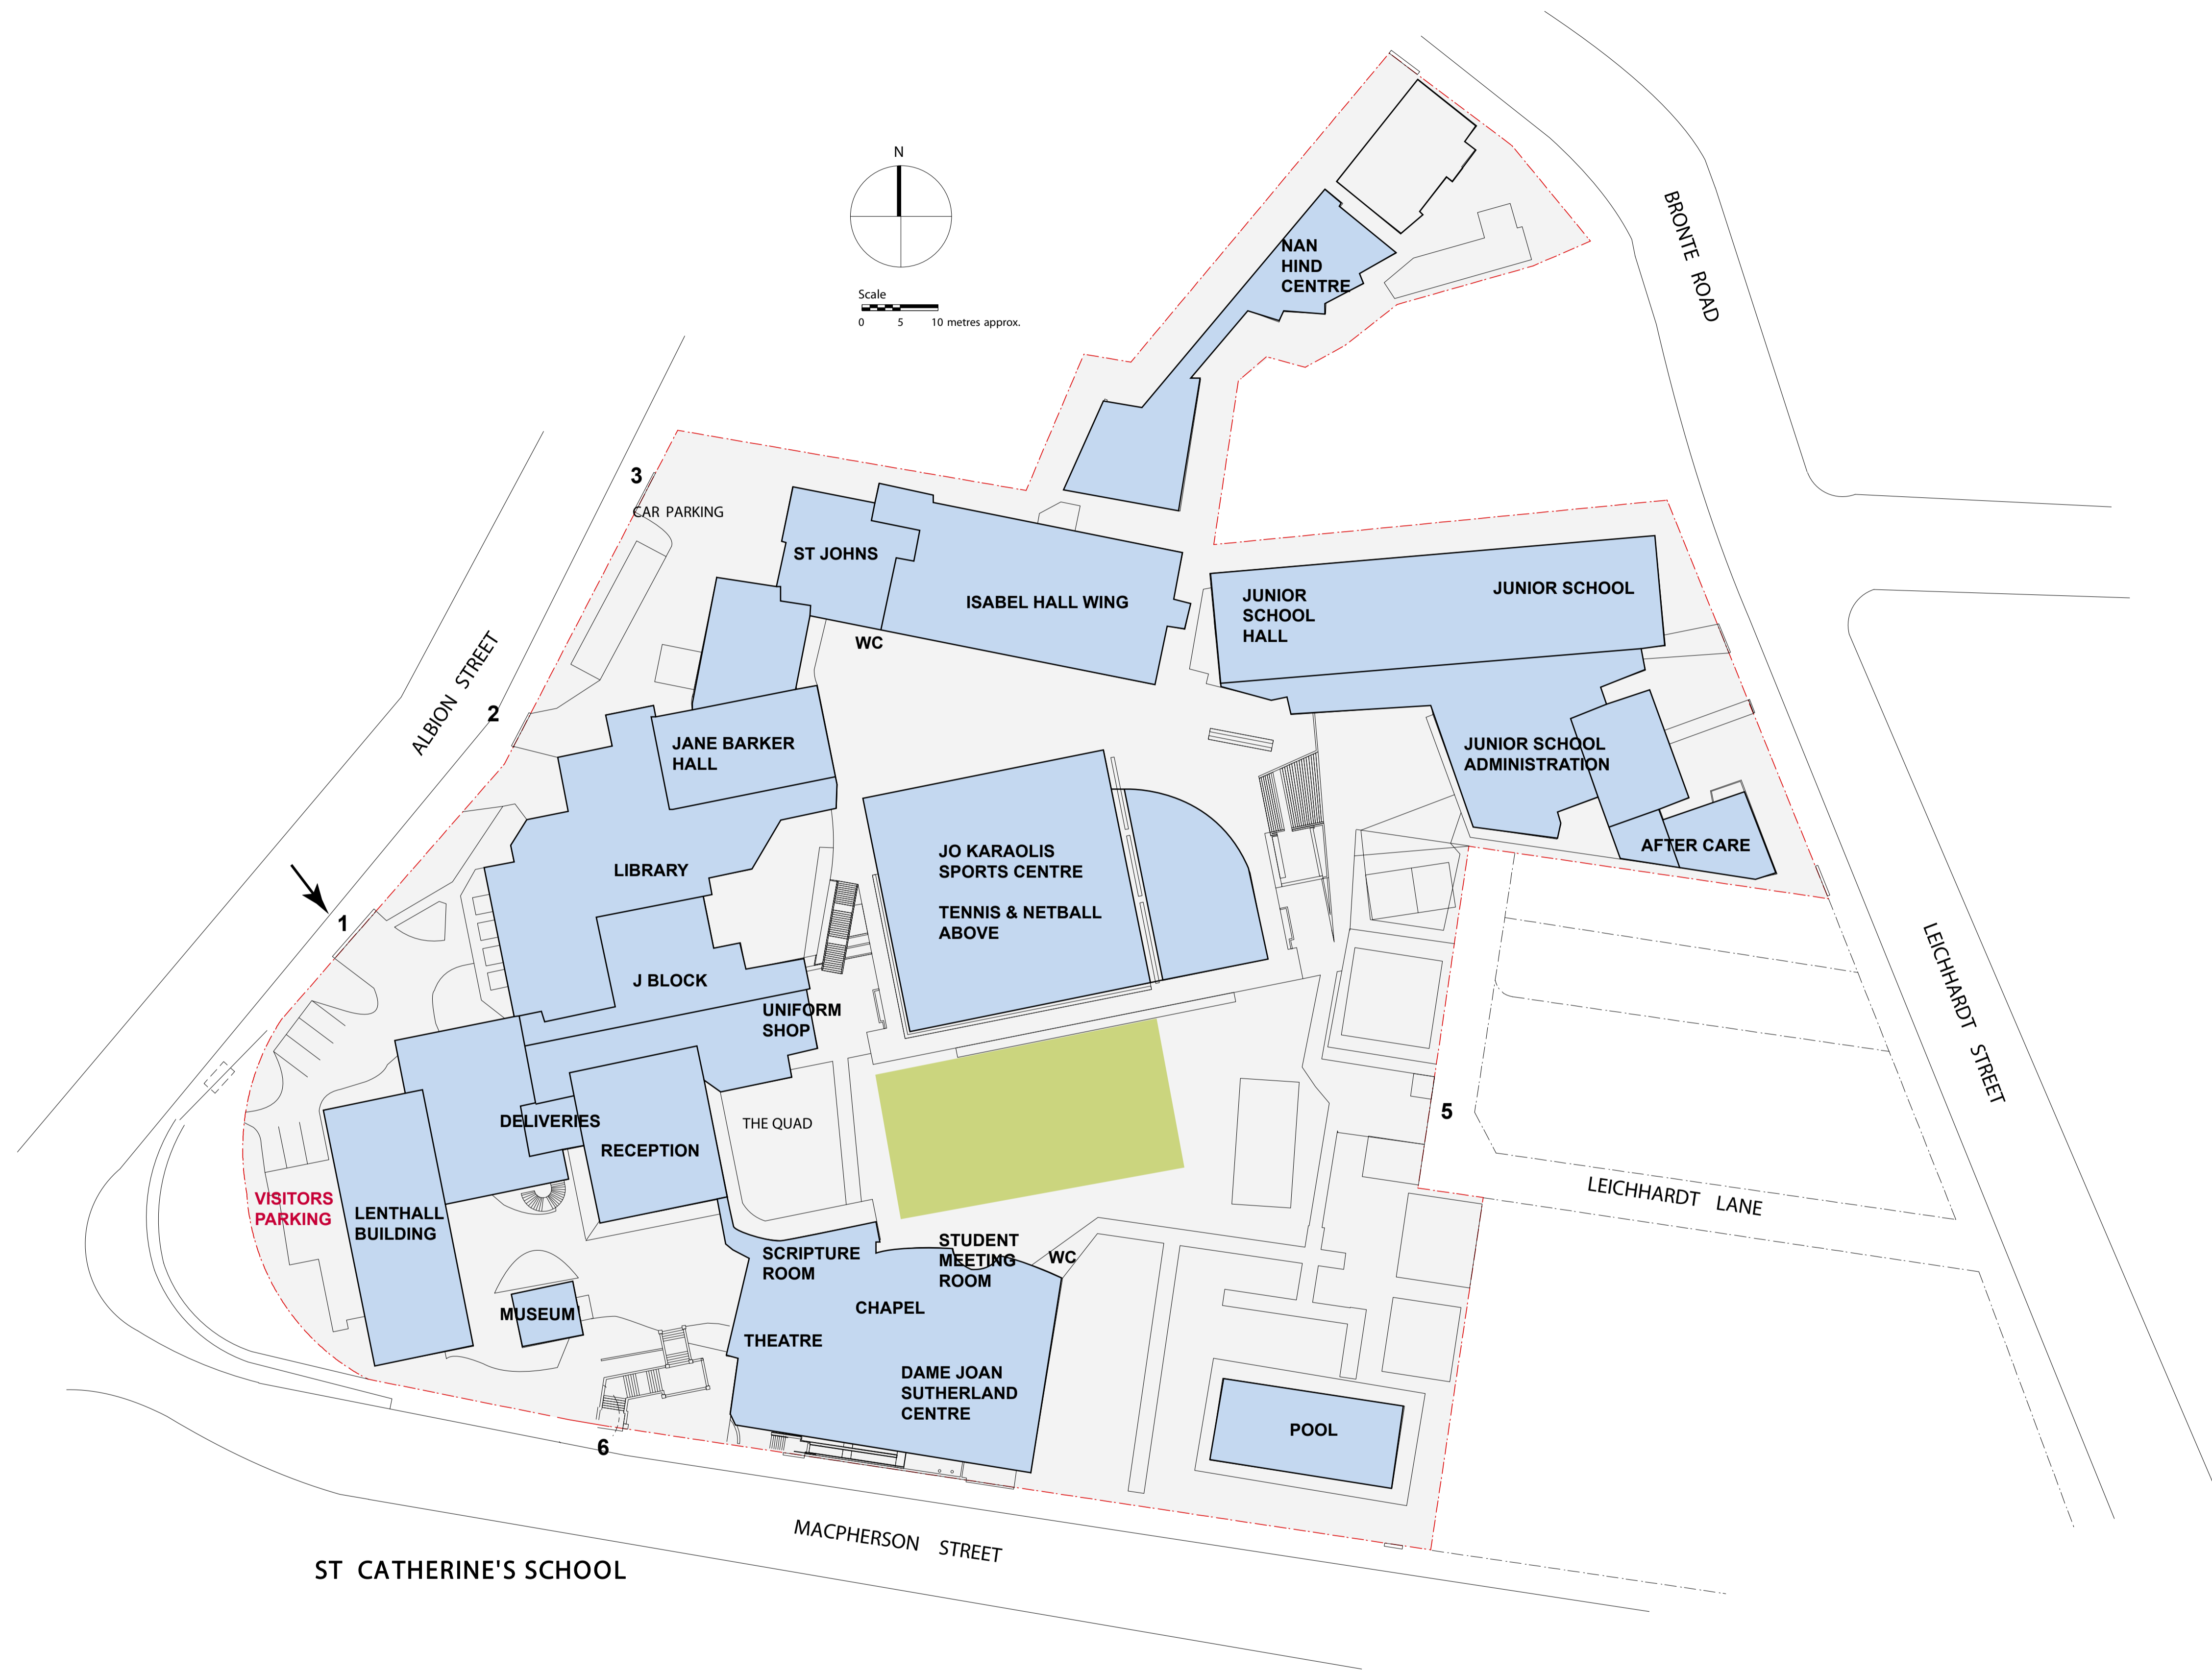 N
Scale
0 5 10 metres approx.
BRONTE ROAD
NAN
HIND
CENTRE
3
CAR PARKING
ST JOHNS
ISABEL HALL WING
WC
JUNIOR
SCHOOL
HALL
JUNIOR SCHOOL
ALBION STREET
2
JANE BARKER
HALL
JUNIOR SCHOOL
ADMINISTRATION
AFTER CARE
LIBRARY
JO KARAOLIS
SPORTS CENTRE
TENNIS & NETBALL
ABOVE
1
J BLOCK
UNIFORM
SHOP
LEICHHARDT STREET
DELIVERIES
RECEPTION
THE QUAD
5
LEICHHARDT LANE
VISITORS
PARKING
LENTHALL
BUILDING
SCRIPTURE
ROOM
STUDENT
MEETING
ROOM
WC
MUSEUM
CHAPEL
THEATRE
DAME JOAN
SUTHERLAND
CENTRE
POOL
6
MACPHERSON STREET
ST CATHERINE'S SCHOOL